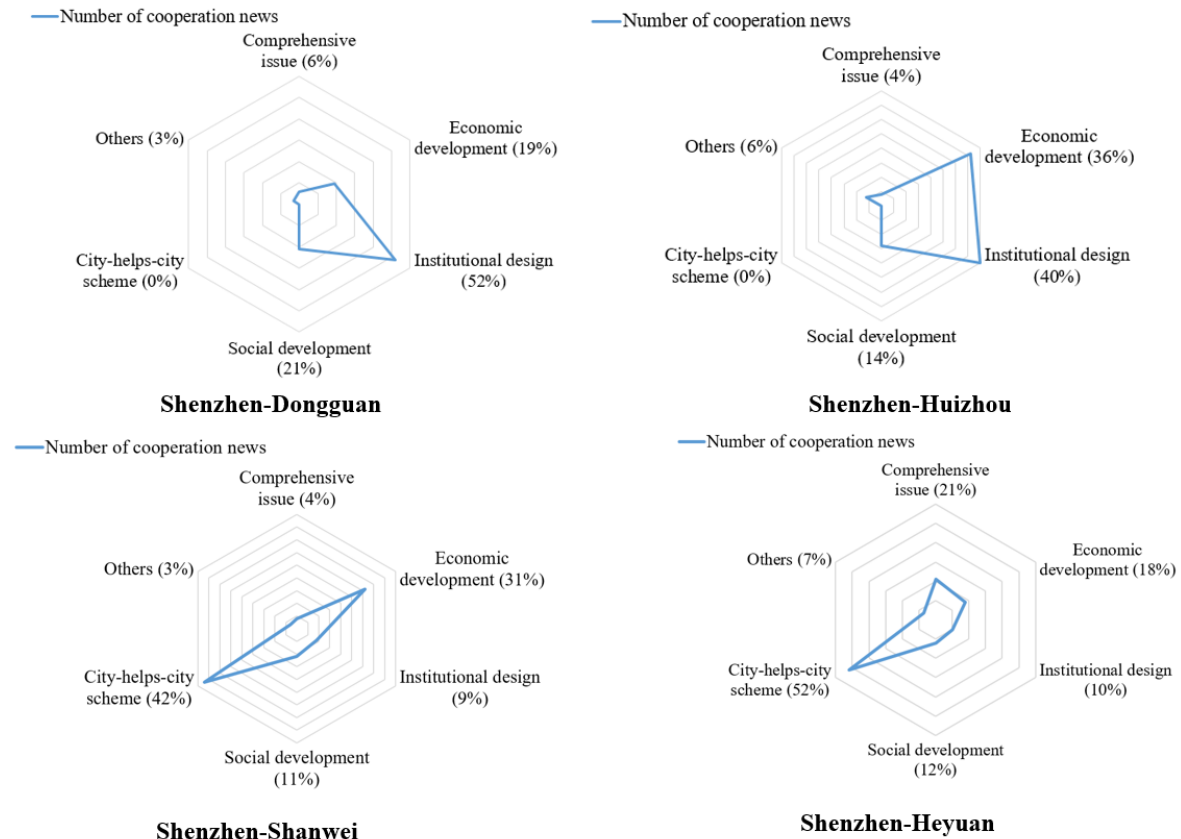 Number of cooperation news
Comprehensive
issue (6%)
Economic
development (19%)
Others (3%)
Institutional design
(52%)
City-helps-city
scheme (0%)
Social development
(21%)
Shenzhen-Dongguan
Number of cooperation news
Comprehensive
issue (4%)
Economic
development (36%)
Others (6%)
Institutional design
(40%)
City-helps-city
scheme (0%)
Social development
(14%)
Shenzhen-Huizhou
Number of cooperation news
Comprehensive
issue (4%)
Economic
development (31%)
Others (3%)
Institutional design
(9%)
City-helps-city
scheme (42%)
Social development
(11%)
Shenzhen-Shanwei
Number of cooperation news
Comprehensive
issue (21%)
Economic
development (18%)
Others (7%)
Institutional design
(10%)
City-helps-city
scheme (52%)
Social development
(12%)
Shenzhen-Heyuan